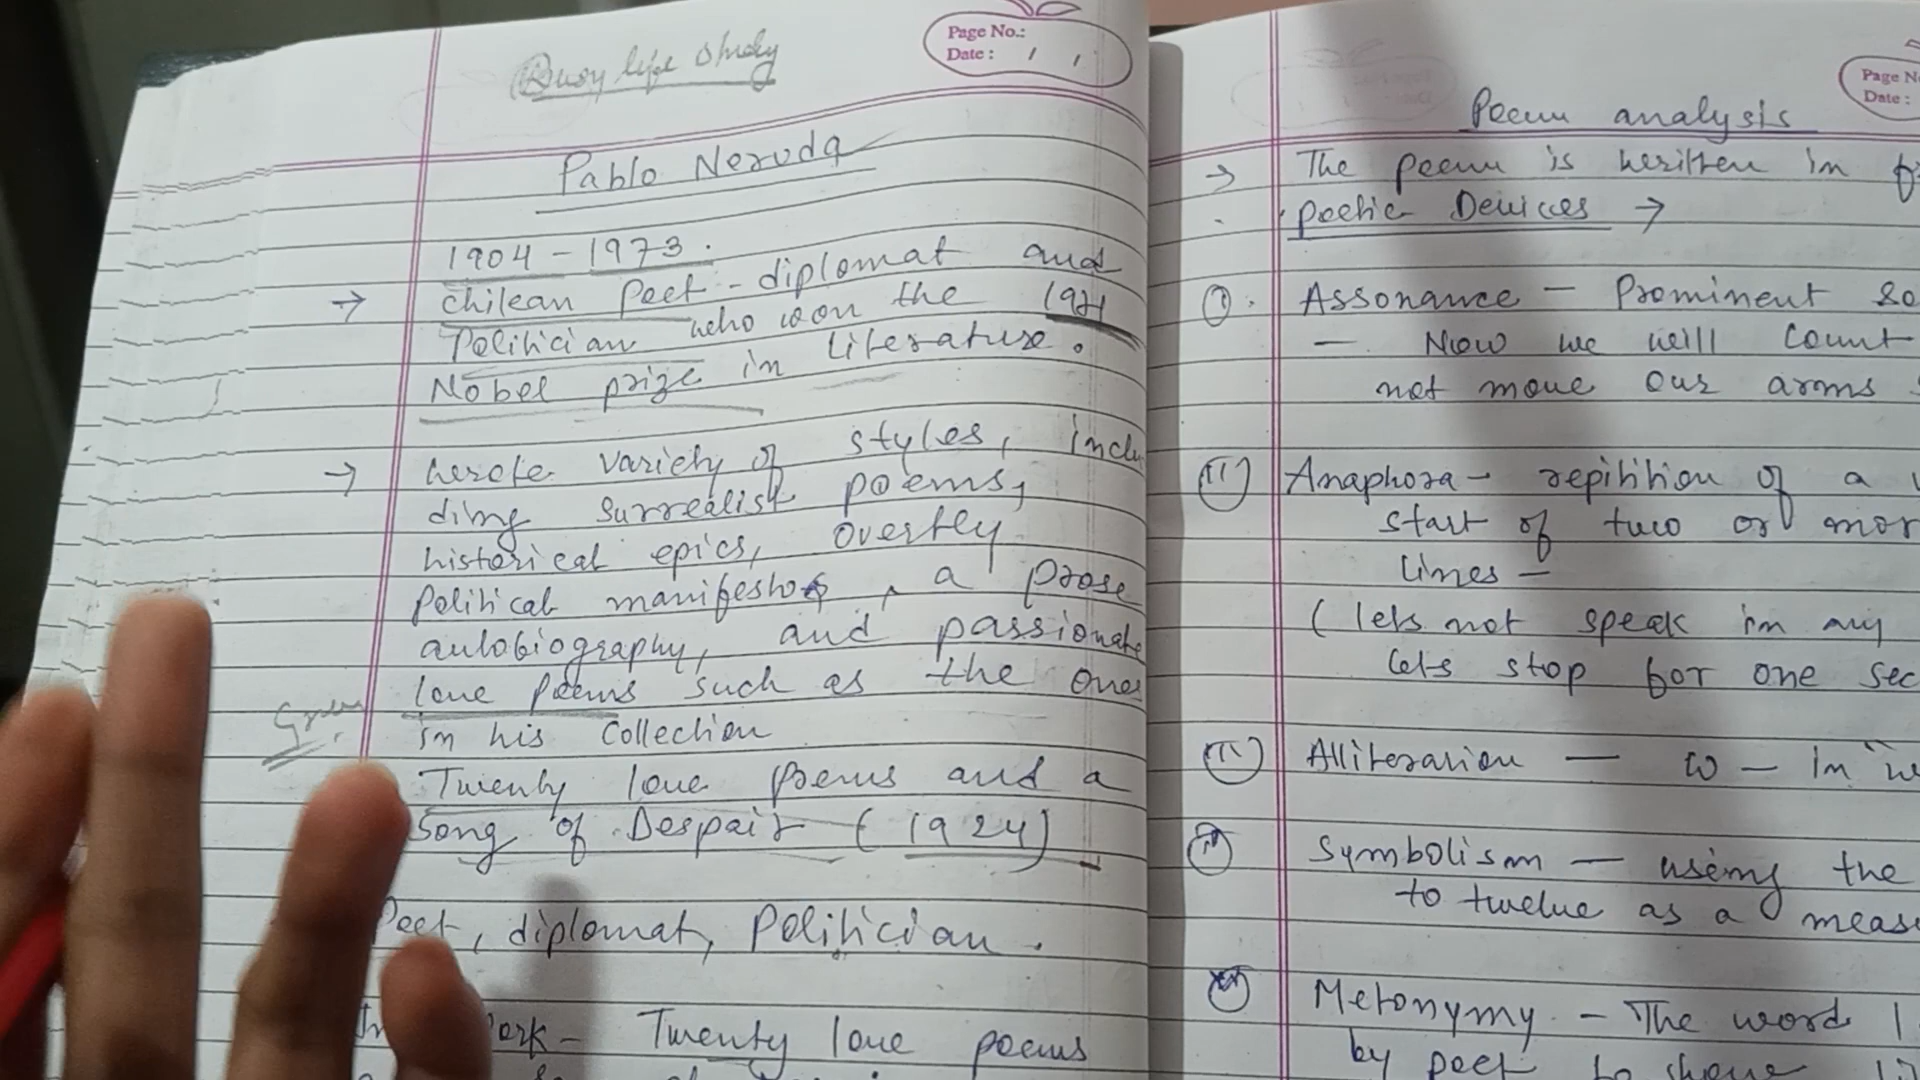 Busy life study
Page No.:
Date: / /
Pablo Neruda
1904 - 1973.
→ Chilean Poet - diplomat and
Politician who won the 1971
Nobel prize in Literature.
→ wrote variety of styles, inclu
ding surrealist poems,
historical epics, overtly
Political manifestos, a prose
autobiography, and passionate
love poems such as the ones
in his Collection
Twenty love Poems and a
Song of Despair (1924)
Poet, diplomat, Politician.
Twenty love poems
Page N
Date:
Poem analysis
→ The poem is written in
Poetic Devices →
Assonance - Prominent so
- Now we will count
not move our arms
(II) Anaphora - repitition of a
start of two or mor
lines -
(lets not speak in any
lets stop for one sec
Alliteration - w - in we
Symbolism - using the
to twelve as a meas
Metonymy - The word
by poet to show